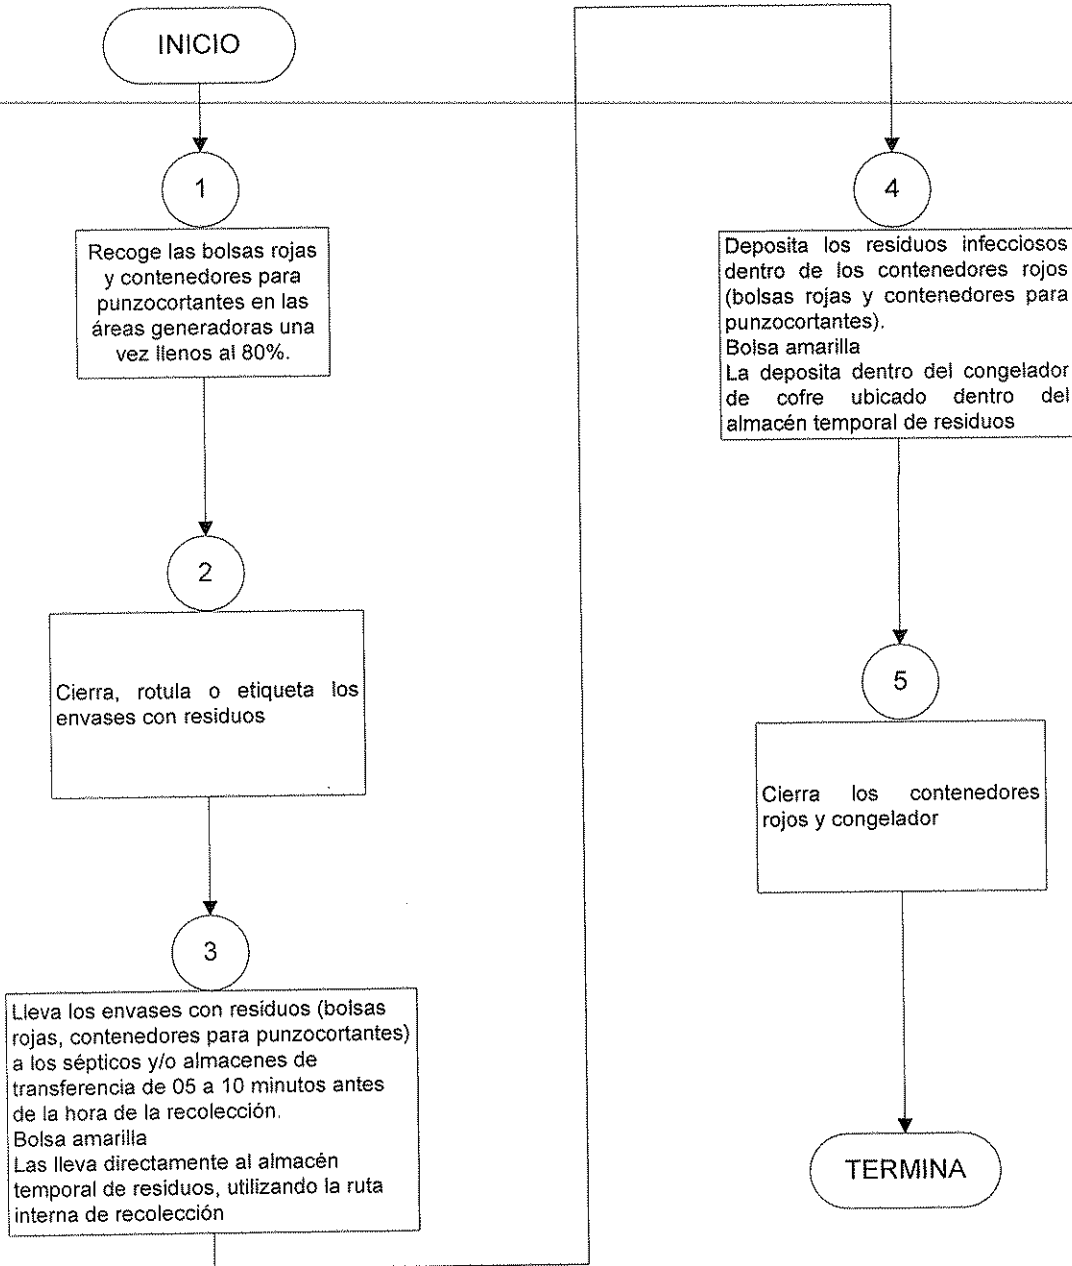 INICIO
1
Recoge las bolsas rojas
y contenedores para
punzocortantes en las
áreas generadoras una
vez llenos al 80%.
2
Cierra, rotula o etiqueta los
envases con residuos
3
Lleva los envases con resíduos (bolsas
rojas, contenedores para punzocortantes)
a los sépticos y/o almacenes de
transferencia de 05 a 10 minutos antes
de la hora de la recolección.
Bolsa amarilla
Las lleva directamente al almacén
temporal de residuos, utilizando la ruta
interna de recolección
4
Deposita los residuos infecciosos
dentro de los contenedores rojos
(bolsas rojas y contenedores para
punzocortantes).
Bolsa amarilla
La deposita dentro del congelador
de cofre ubicado dentro del
almacén temporal de residuos
5
Cierra los contenedores
rojos y congelador
TERMINA